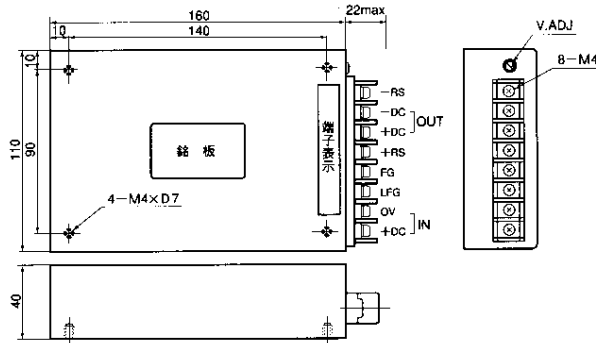 160
22max
10
140
V.ADJ
8-M4
10
-RS
-DC
OUT
+DC
+RS
FG
LFG
OV
IN
+DC
端子表示
銘板
110
90
4-M4×D7
40